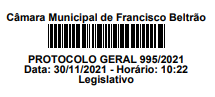 Câmara Municipal de Francisco Beltrão
PROTOCOLO GERAL 995/2021
Data: 30/11/2021 - Horário: 10:22
Legislativo